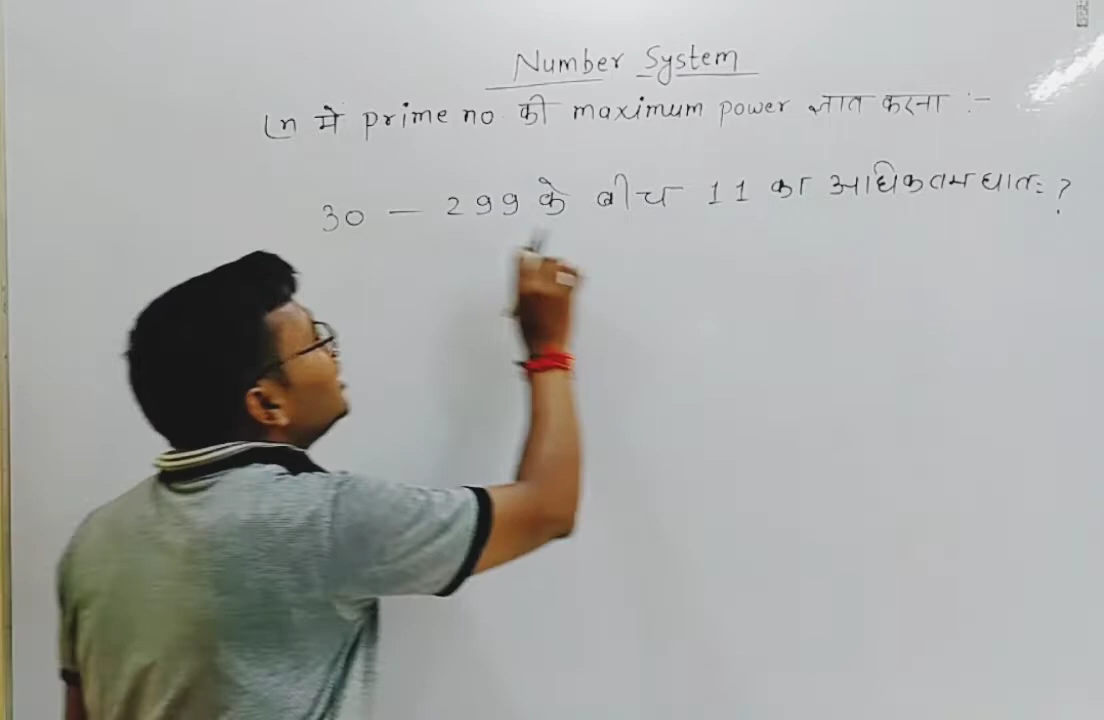 Number System
Ln मे prime no की maximum power ज्ञात करना :-
30 - 299 के बीच 11 का अधिकतम घात: ?